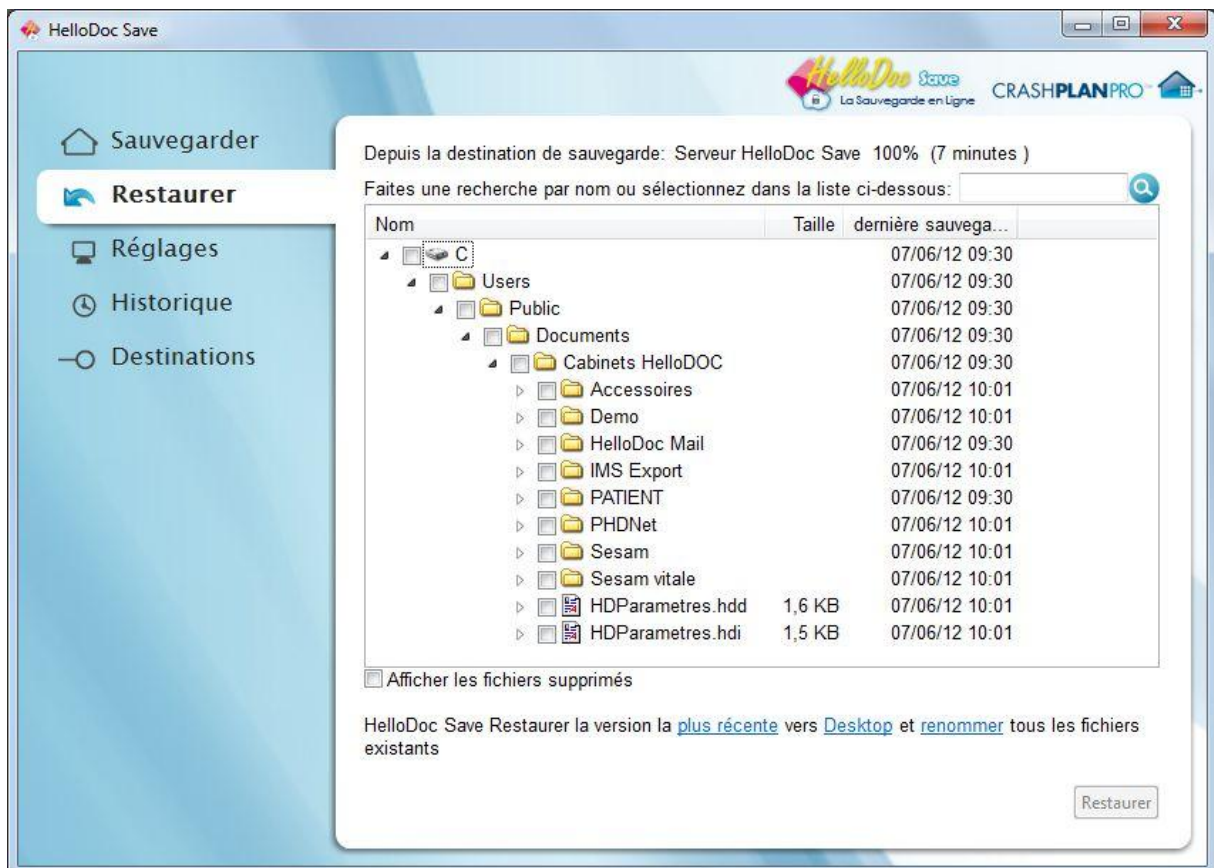 HelloDoc Save
HelloDoc Save
La Sauvegarde en Ligne
CRASHPLANPRO™
Sauvegarder
Restaurer
Réglages
Historique
Destinations
Depuis la destination de sauvegarde: Serveur HelloDoc Save 100% (7 minutes )
Faites une recherche par nom ou sélectionnez dans la liste ci-dessous:
Nom Taille dernière sauvega...
C 07/06/12 09:30
Users 07/06/12 09:30
Public 07/06/12 09:30
Documents 07/06/12 09:30
Cabinets HelloDOC 07/06/12 09:30
Accessoires 07/06/12 10:01
Demo 07/06/12 10:01
HelloDoc Mail 07/06/12 09:30
IMS Export 07/06/12 10:01
PATIENT 07/06/12 09:30
PHDNet 07/06/12 10:01
Sesam 07/06/12 10:01
Sesam vitale 07/06/12 10:01
HDParametres.hdd 1,6 KB 07/06/12 10:01
HDParametres.hdi 1,5 KB 07/06/12 10:01
Afficher les fichiers supprimés
HelloDoc Save Restaurer la version la plus récente vers Desktop et renommer tous les fichiers
existants
Restaurer